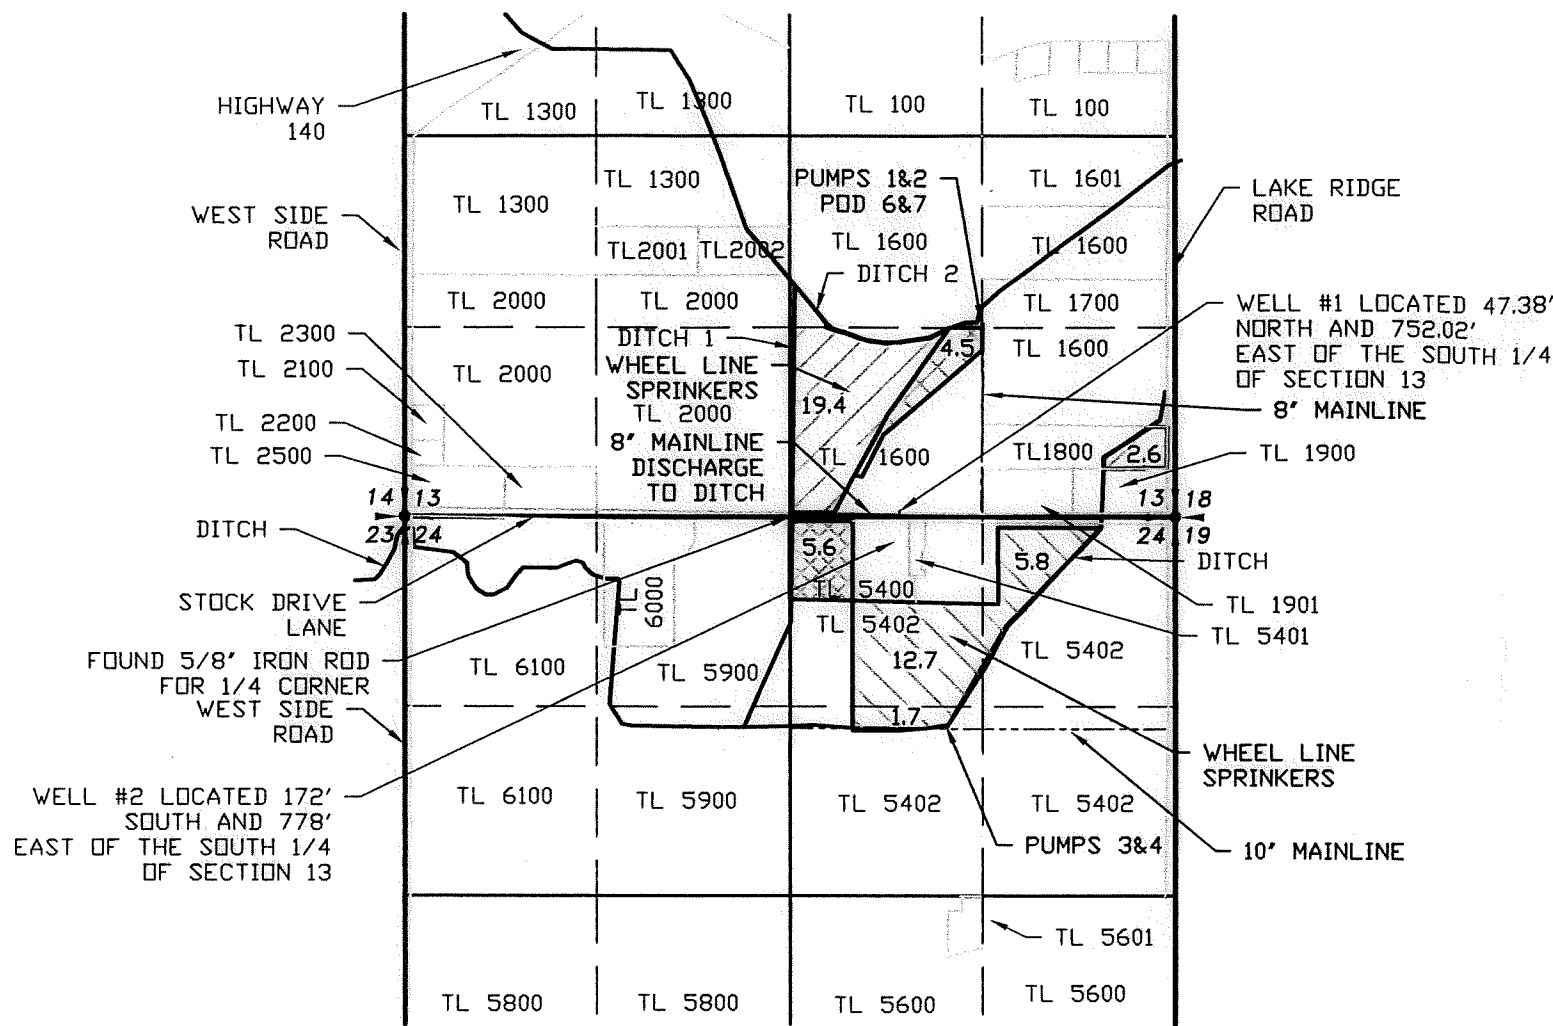 HIGHWAY
140
TL 1300
TL 1300
TL 100
TL 100
TL 1300
TL 1300
PUMPS 1&2
POD 6&7
TL 1601
LAKE RIDGE
ROAD
WEST SIDE
ROAD
TL2001
TL2002
TL 1600
TL 1600
DITCH 2
TL 2000
TL 2000
TL 1700
WELL #1 LOCATED 47.38'
NORTH AND 752.02'
EAST OF THE SOUTH 1/4
OF SECTION 13
TL 2300
DITCH 1
4.5
TL 1600
TL 2100
TL 2000
WHEEL LINE
SPRINKERS
TL 2000
19.4
8" MAINLINE
TL 2200
8" MAINLINE
DISCHARGE
TO DITCH
TL 1600
TL1800
2.6
TL 1900
TL 2500
14 13
13 18
23 24
24 19
DITCH
5.6
5.8
DITCH
TL 5400
TL 6000
STOCK DRIVE
LANE
TL 5402
TL 1901
TL 5401
FOUND 5/8" IRON ROD
FOR 1/4 CORNER
TL 6100
TL 5900
12.7
TL 5402
WEST SIDE
ROAD
1.7
WHEEL LINE
SPRINKERS
WELL #2 LOCATED 172'
SOUTH AND 778'
EAST OF THE SOUTH 1/4
OF SECTION 13
TL 6100
TL 5900
TL 5402
TL 5402
PUMPS 3&4
10" MAINLINE
TL 5601
TL 5800
TL 5800
TL 5600
TL 5600